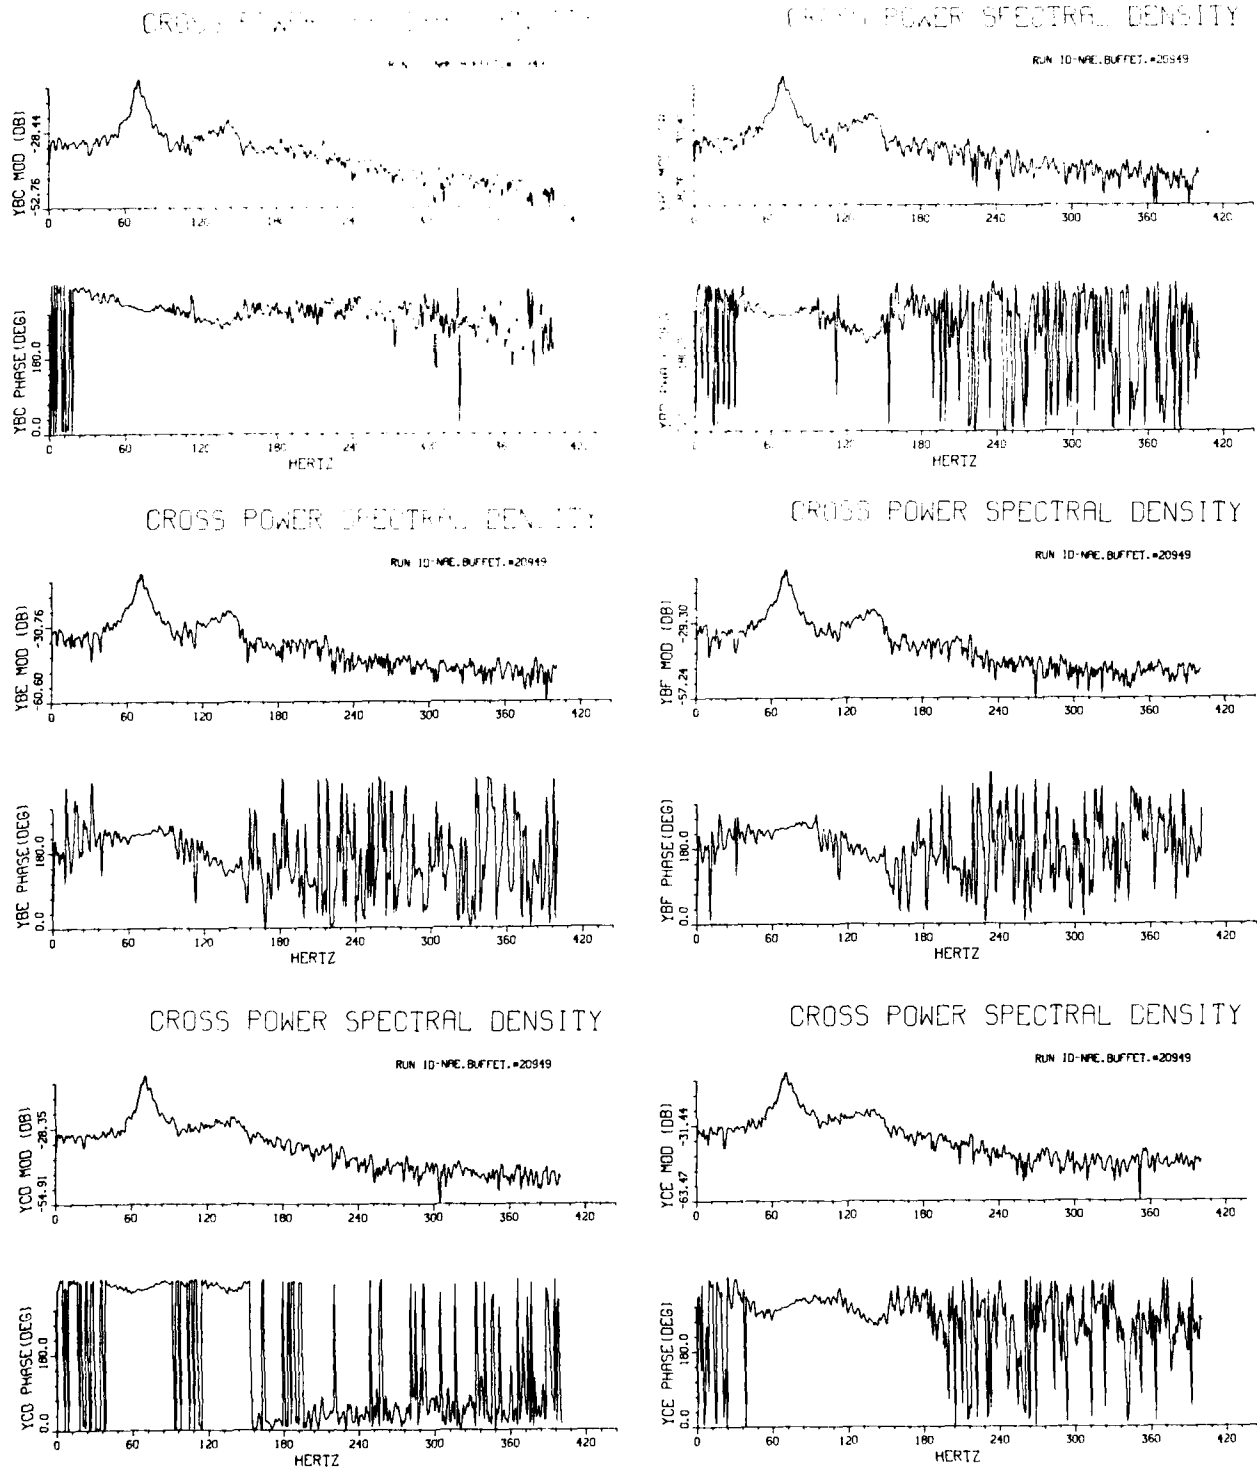 POWER SPECTRAL DENSITY
RUN ID-NAE.BUFFET.#20949
YBC MOD (DB)
-28.44
-52.76
0 60 120 180
YBC PHASE(DEG)
180.0
0.0
0 60 120 180
HERTZ
0 60 120 180 240 300 360 420
0 120 180 240 300 360 420
HERTZ
CROSS POWER SPECTRAL DENSITY
RUN ID-NAE.BUFFET.#20949
YBE MOD (DB)
-30.76
-60.60
0 60 120 180 240 300 360 420
YBE PHASE(DEG)
180.0
0.0
0 60 120 180 240 300 360 420
HERTZ
CROSS POWER SPECTRAL DENSITY
RUN ID-NAE.BUFFET.#20949
YBF MOD (DB)
-29.30
-57.24
0 60 120 180 240 300 360 420
YBF PHASE(DEG)
180.0
0.0
0 60 120 180 240 300 360 420
HERTZ
CROSS POWER SPECTRAL DENSITY
RUN ID-NAE.BUFFET.#20949
YCD MOD (DB)
-28.35
-54.91
0 60 120 180 240 300 360 420
YCD PHASE(DEG)
180.0
0.0
0 60 120 180 240 300 360 420
HERTZ
CROSS POWER SPECTRAL DENSITY
RUN ID-NAE.BUFFET.#20949
YCE MOD (DB)
-31.44
-63.47
0 60 120 180 240 300 360 420
YCE PHASE(DEG)
180.0
0.0
0 60 120 180 240 300 360 420
HERTZ